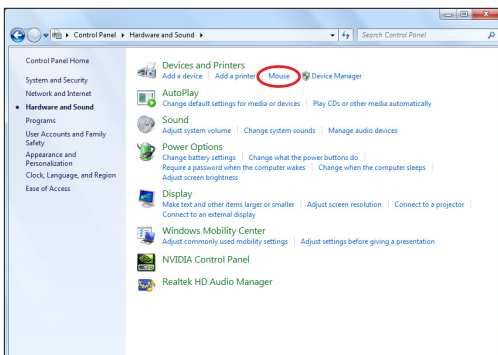 Control Panel ▸ Hardware and Sound ▸
Search Control Panel
Control Panel Home
System and Security
Network and Internet
Hardware and Sound
Programs
User Accounts and Family
Safety
Appearance and
Personalization
Clock, Language, and Region
Ease of Access
Devices and Printers
Add a device | Add a printer | Mouse | Device Manager
AutoPlay
Change default settings for media or devices | Play CDs or other media automatically
Sound
Adjust system volume | Change system sounds | Manage audio devices
Power Options
Change battery settings | Change what the power buttons do |
Require a password when the computer wakes | Change when the computer sleeps |
Adjust screen brightness
Display
Make text and other items larger or smaller | Adjust screen resolution | Connect to a projector |
Connect to an external display
Windows Mobility Center
Adjust commonly used mobility settings | Adjust settings before giving a presentation
NVIDIA Control Panel
Realtek HD Audio Manager